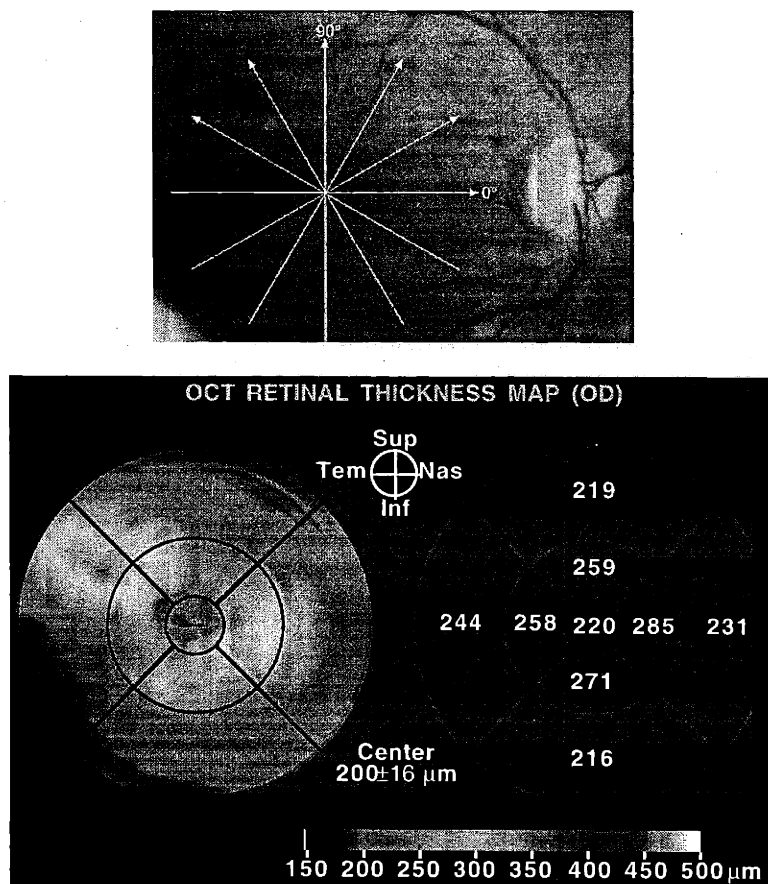 90°
0°
OCT RETINAL THICKNESS MAP (OD)
Sup
Tem Nas
Inf
219
259
244 258 220 285 231
271
216
Center
200±16 µm
150 200 250 300 350 400 450 500 µm